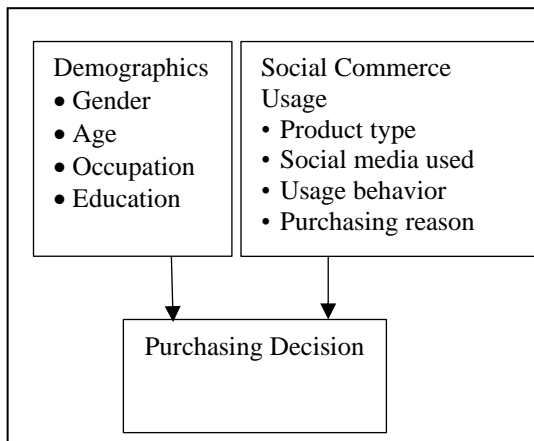 Demographics
• Gender
• Age
• Occupation
• Education
Social Commerce
Usage
• Product type
• Social media used
• Usage behavior
• Purchasing reason
Purchasing Decision